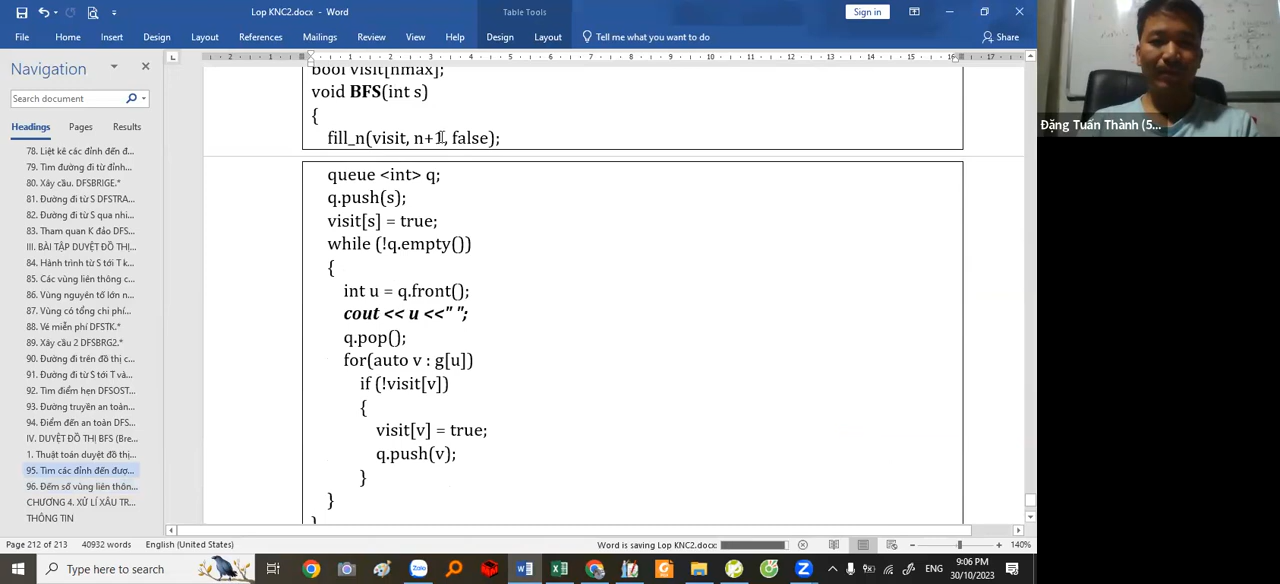 Lop KNC2.docx - Word
Table Tools
Sign in
File
Home
Insert
Design
Layout
References
Mailings
Review
View
Help
Design
Layout
Tell me what you want to do
Share
Navigation
Search document
Headings
Pages
Results
78. Liệt kê các đỉnh đến đ...
79. Tìm đường đi từ đỉnh...
80. Xây cầu. DFSBRIGE.*
81. Đường đi từ S DFSTRA...
82. Đường đi từ S qua nhi...
83. Tham quan K đảo DFS...
III. BÀI TẬP DUYỆT ĐỒ THỊ...
84. Hành trình từ S tới T k...
85. Các vùng liên thông c...
86. Vùng nguyên tố lớn n...
87. Vùng có tổng chi phí...
88. Vé miễn phí DFSTK.*
89. Xây cầu 2 DFSBRG2.*
90. Đường đi trên đồ thị c...
91. Đường đi từ S tới T và...
92. Tìm điểm hẹn DFSOST...
93. Đường truyền an toàn...
94. Điểm đến an toàn DFS...
IV. DUYỆT ĐỒ THỊ BFS (Bre...
1. Thuật toán duyệt đồ thị...
95. Tìm các đỉnh đến đượ...
96. Đếm số vùng liên thôn...
CHƯƠNG 4. XỬ LÍ XÂU TR...
THÔNG TIN
bool visit[nmax];
void BFS(int s)
{
fill_n(visit, n+1, false);
queue <int> q;
q.push(s);
visit[s] = true;
while (!q.empty())
{
int u = q.front();
cout << u <<" ";
q.pop();
for(auto v : g[u])
if (!visit[v])
{
visit[v] = true;
q.push(v);
}
}
}
Đặng Tuấn Thành (5...
Page 212 of 213
40932 words
English (United States)
Word is saving Lop KNC2.docx:
140%
Type here to search
Zalo
ENG
9:06 PM
30/10/2023